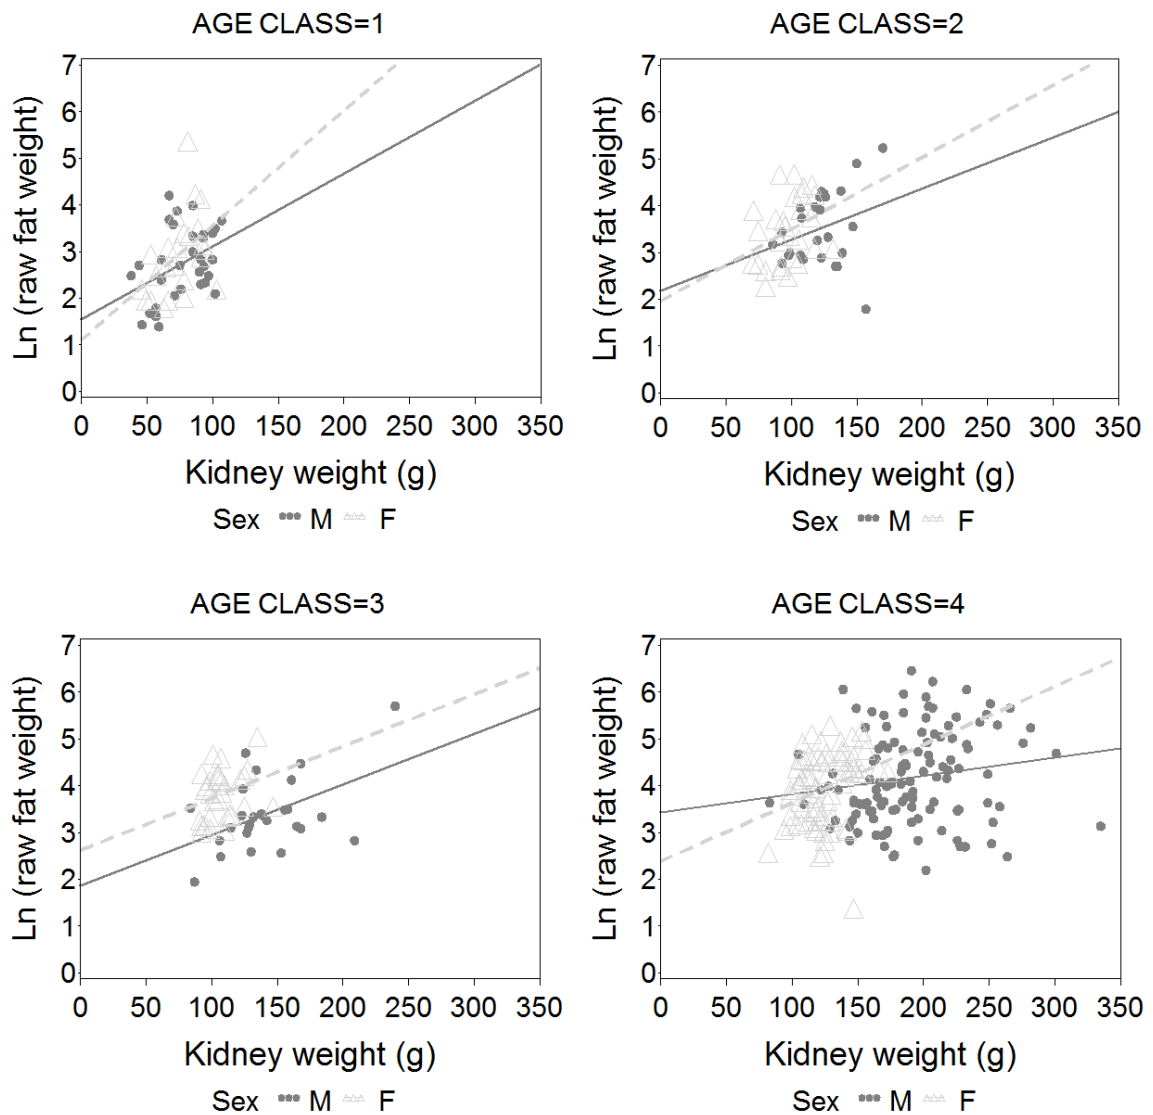 AGE CLASS=1
Ln (raw fat weight)
7
6
5
4
3
2
1
0
0 50 100 150 200 250 300 350
Kidney weight (g)
Sex M F
AGE CLASS=2
Ln (raw fat weight)
7
6
5
4
3
2
1
0
0 50 100 150 200 250 300 350
Kidney weight (g)
Sex M F
AGE CLASS=3
Ln (raw fat weight)
7
6
5
4
3
2
1
0
0 50 100 150 200 250 300 350
Kidney weight (g)
Sex M F
AGE CLASS=4
Ln (raw fat weight)
7
6
5
4
3
2
1
0
0 50 100 150 200 250 300 350
Kidney weight (g)
Sex M F